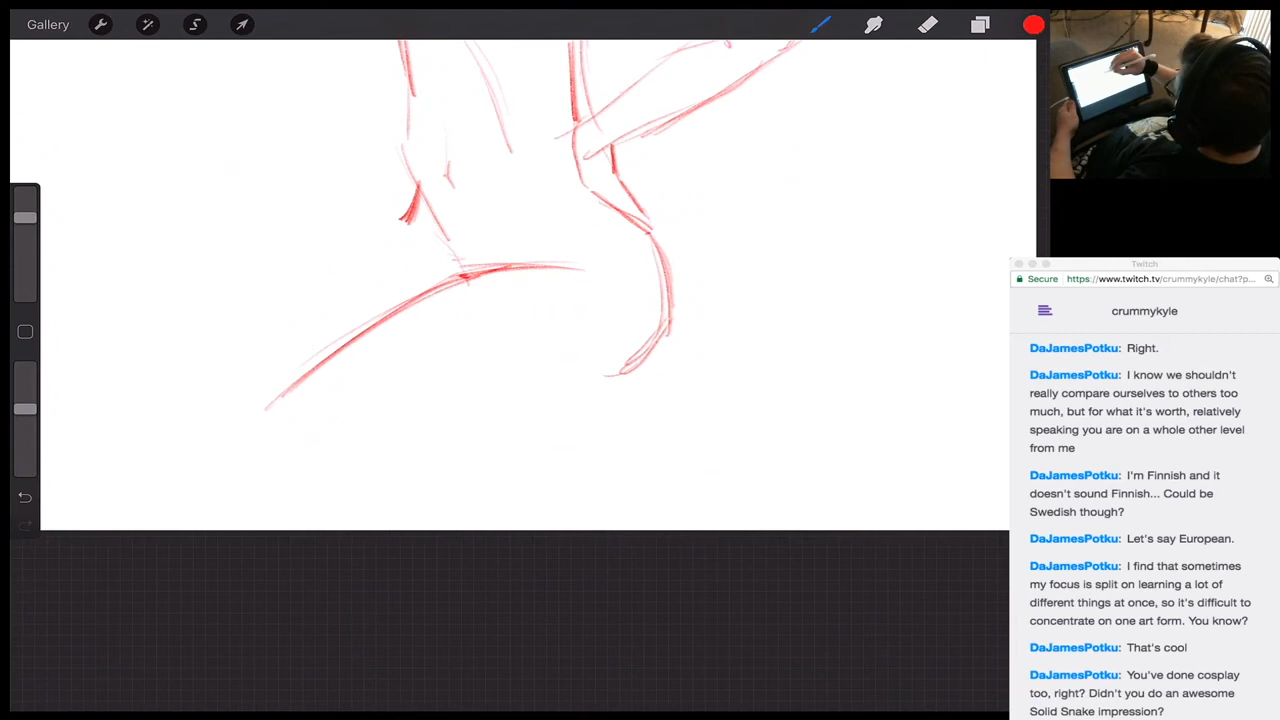 Gallery
Twitch
Secure https://www.twitch.tv/crummykyle/chat?p...
crummykyle
DaJamesPotku: Right.
DaJamesPotku: I know we shouldn't
really compare ourselves to others too
much, but for what it's worth, relatively
speaking you are on a whole other level
from me
DaJamesPotku: I'm Finnish and it
doesn't sound Finnish... Could be
Swedish though?
DaJamesPotku: Let's say European.
DaJamesPotku: I find that sometimes
my focus is split on learning a lot of
different things at once, so it's difficult to
concentrate on one art form. You know?
DaJamesPotku: That's cool
DaJamesPotku: You've done cosplay
too, right? Didn't you do an awesome
Solid Snake impression?